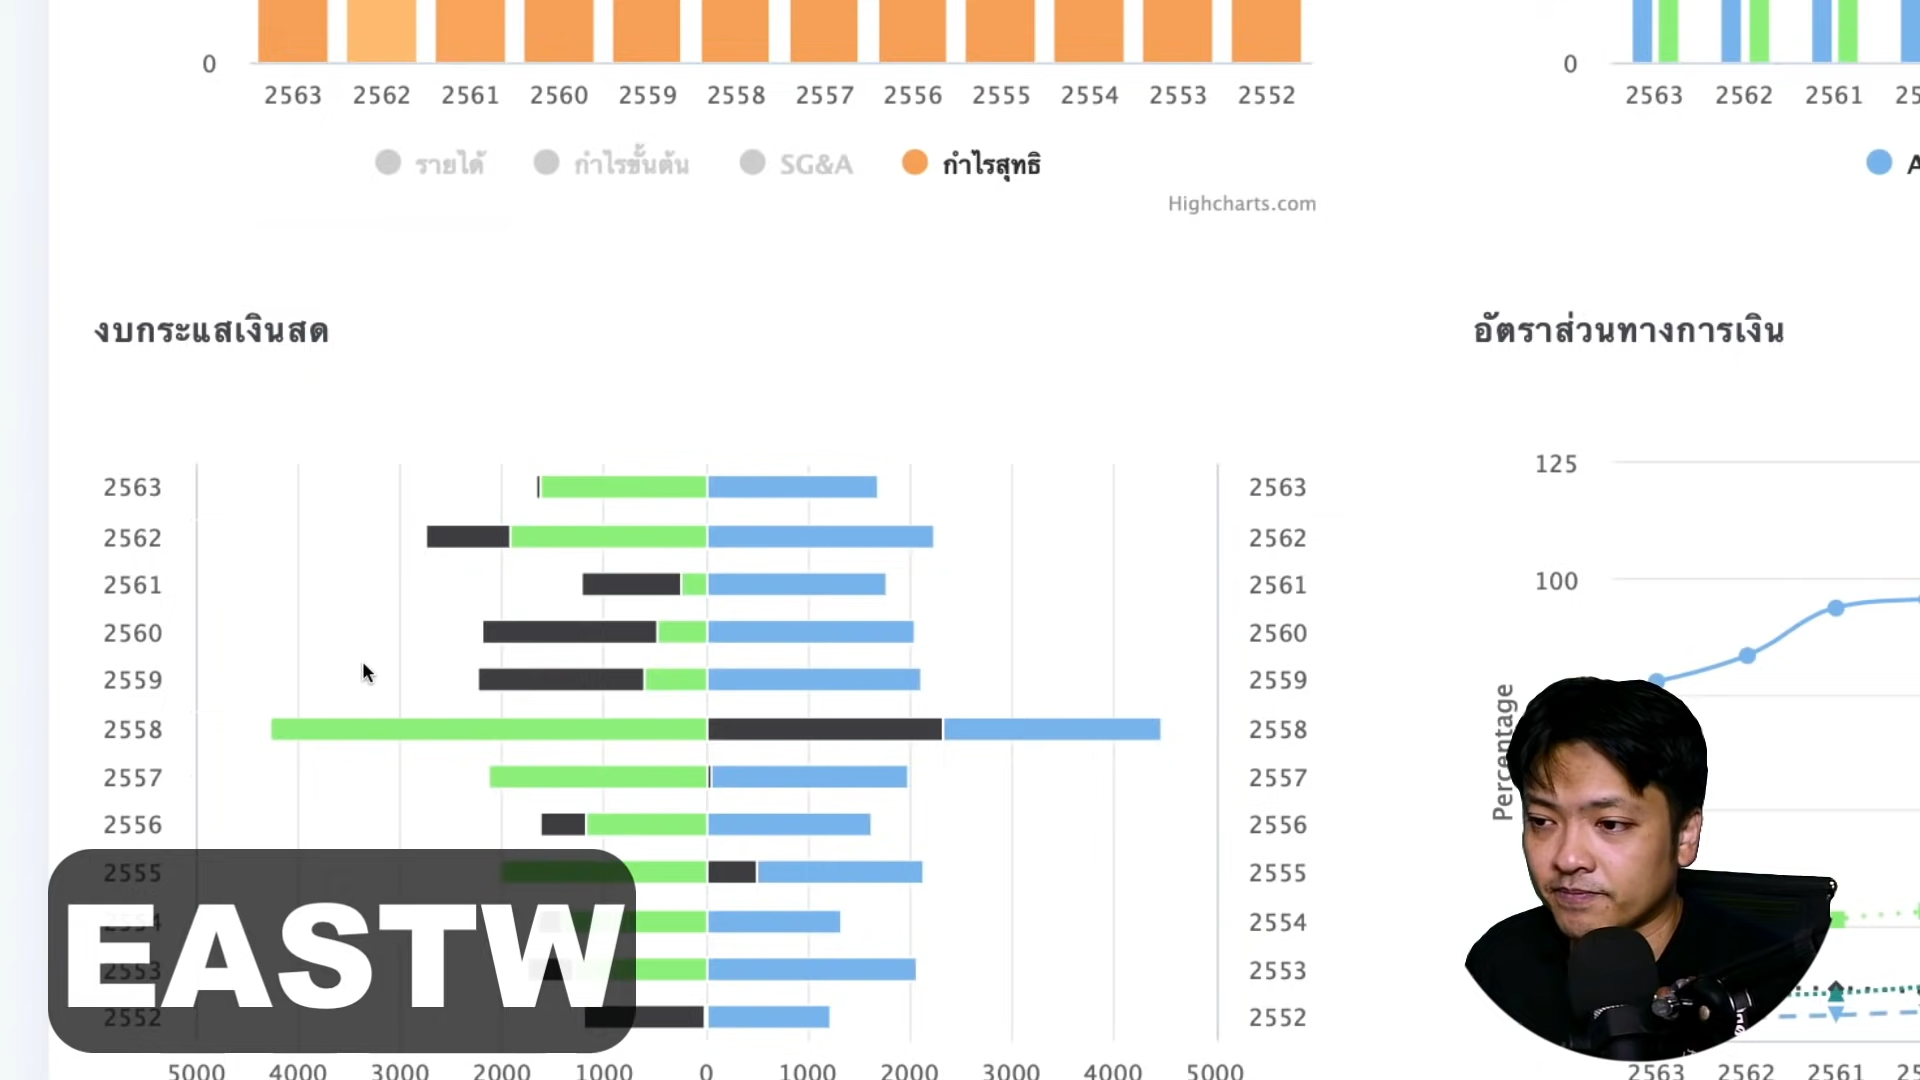 0
2563 2562 2561 2560 2559 2558 2557 2556 2555 2554 2553 2552
รายได้ กำไรขั้นต้น SG&A กำไรสุทธิ
Highcharts.com
0
2563 2562 2561
งบกระแสเงินสด
2563 2563
2562 2562
2561 2561
2560 2560
2559 2559
2558 2558
2557 2557
2556 2556
2555 2555
2554 2554
2553 2553
2552 2552
5000 4000 3000 2000 1000 0 1000 2000 3000 4000 5000
EASTW
อัตราส่วนทางการเงิน
125
100
Percentage
2563 2562 2561